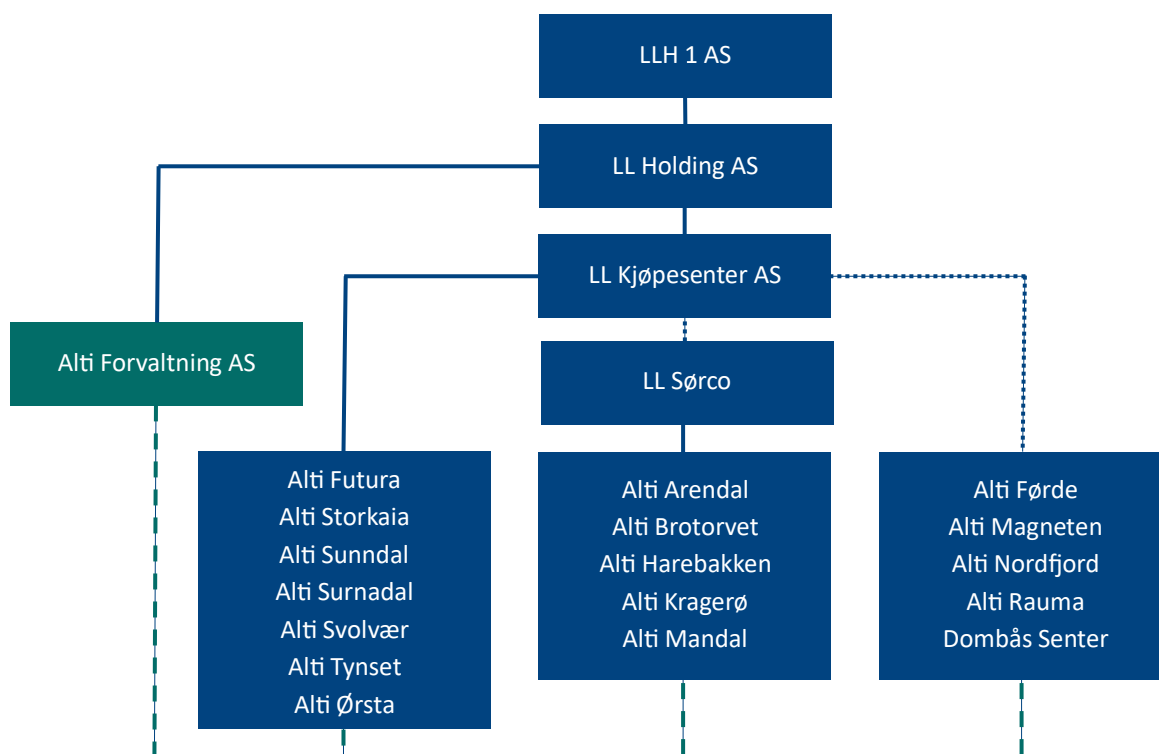 LLH 1 AS
LL Holding AS
LL Kjøpesenter AS
Alti Forvaltning AS
LL Sørco
Alti Futura
Alti Storkaia
Alti Sunndal
Alti Surnadal
Alti Svolvær
Alti Tynset
Alti Ørsta
Alti Arendal
Alti Brotorvet
Alti Harebakken
Alti Kragerø
Alti Mandal
Alti Førde
Alti Magneten
Alti Nordfjord
Alti Rauma
Dombås Senter